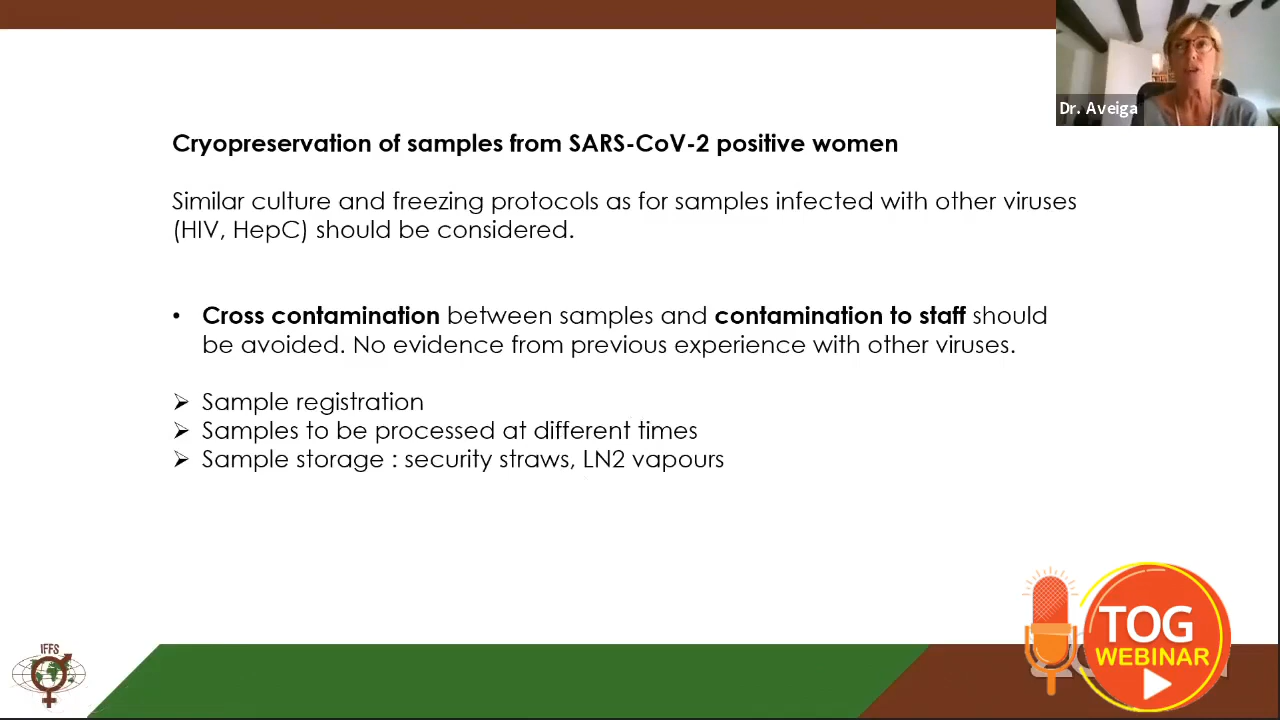 Dr. Aveiga
Cryopreservation of samples from SARS-CoV-2 positive women
Similar culture and freezing protocols as for samples infected with other viruses
(HIV, HepC) should be considered.
• Cross contamination between samples and contamination to staff should
be avoided. No evidence from previous experience with other viruses.
➢ Sample registration
➢ Samples to be processed at different times
➢ Sample storage : security straws, LN2 vapours
IFFS
TOG
WEBINAR